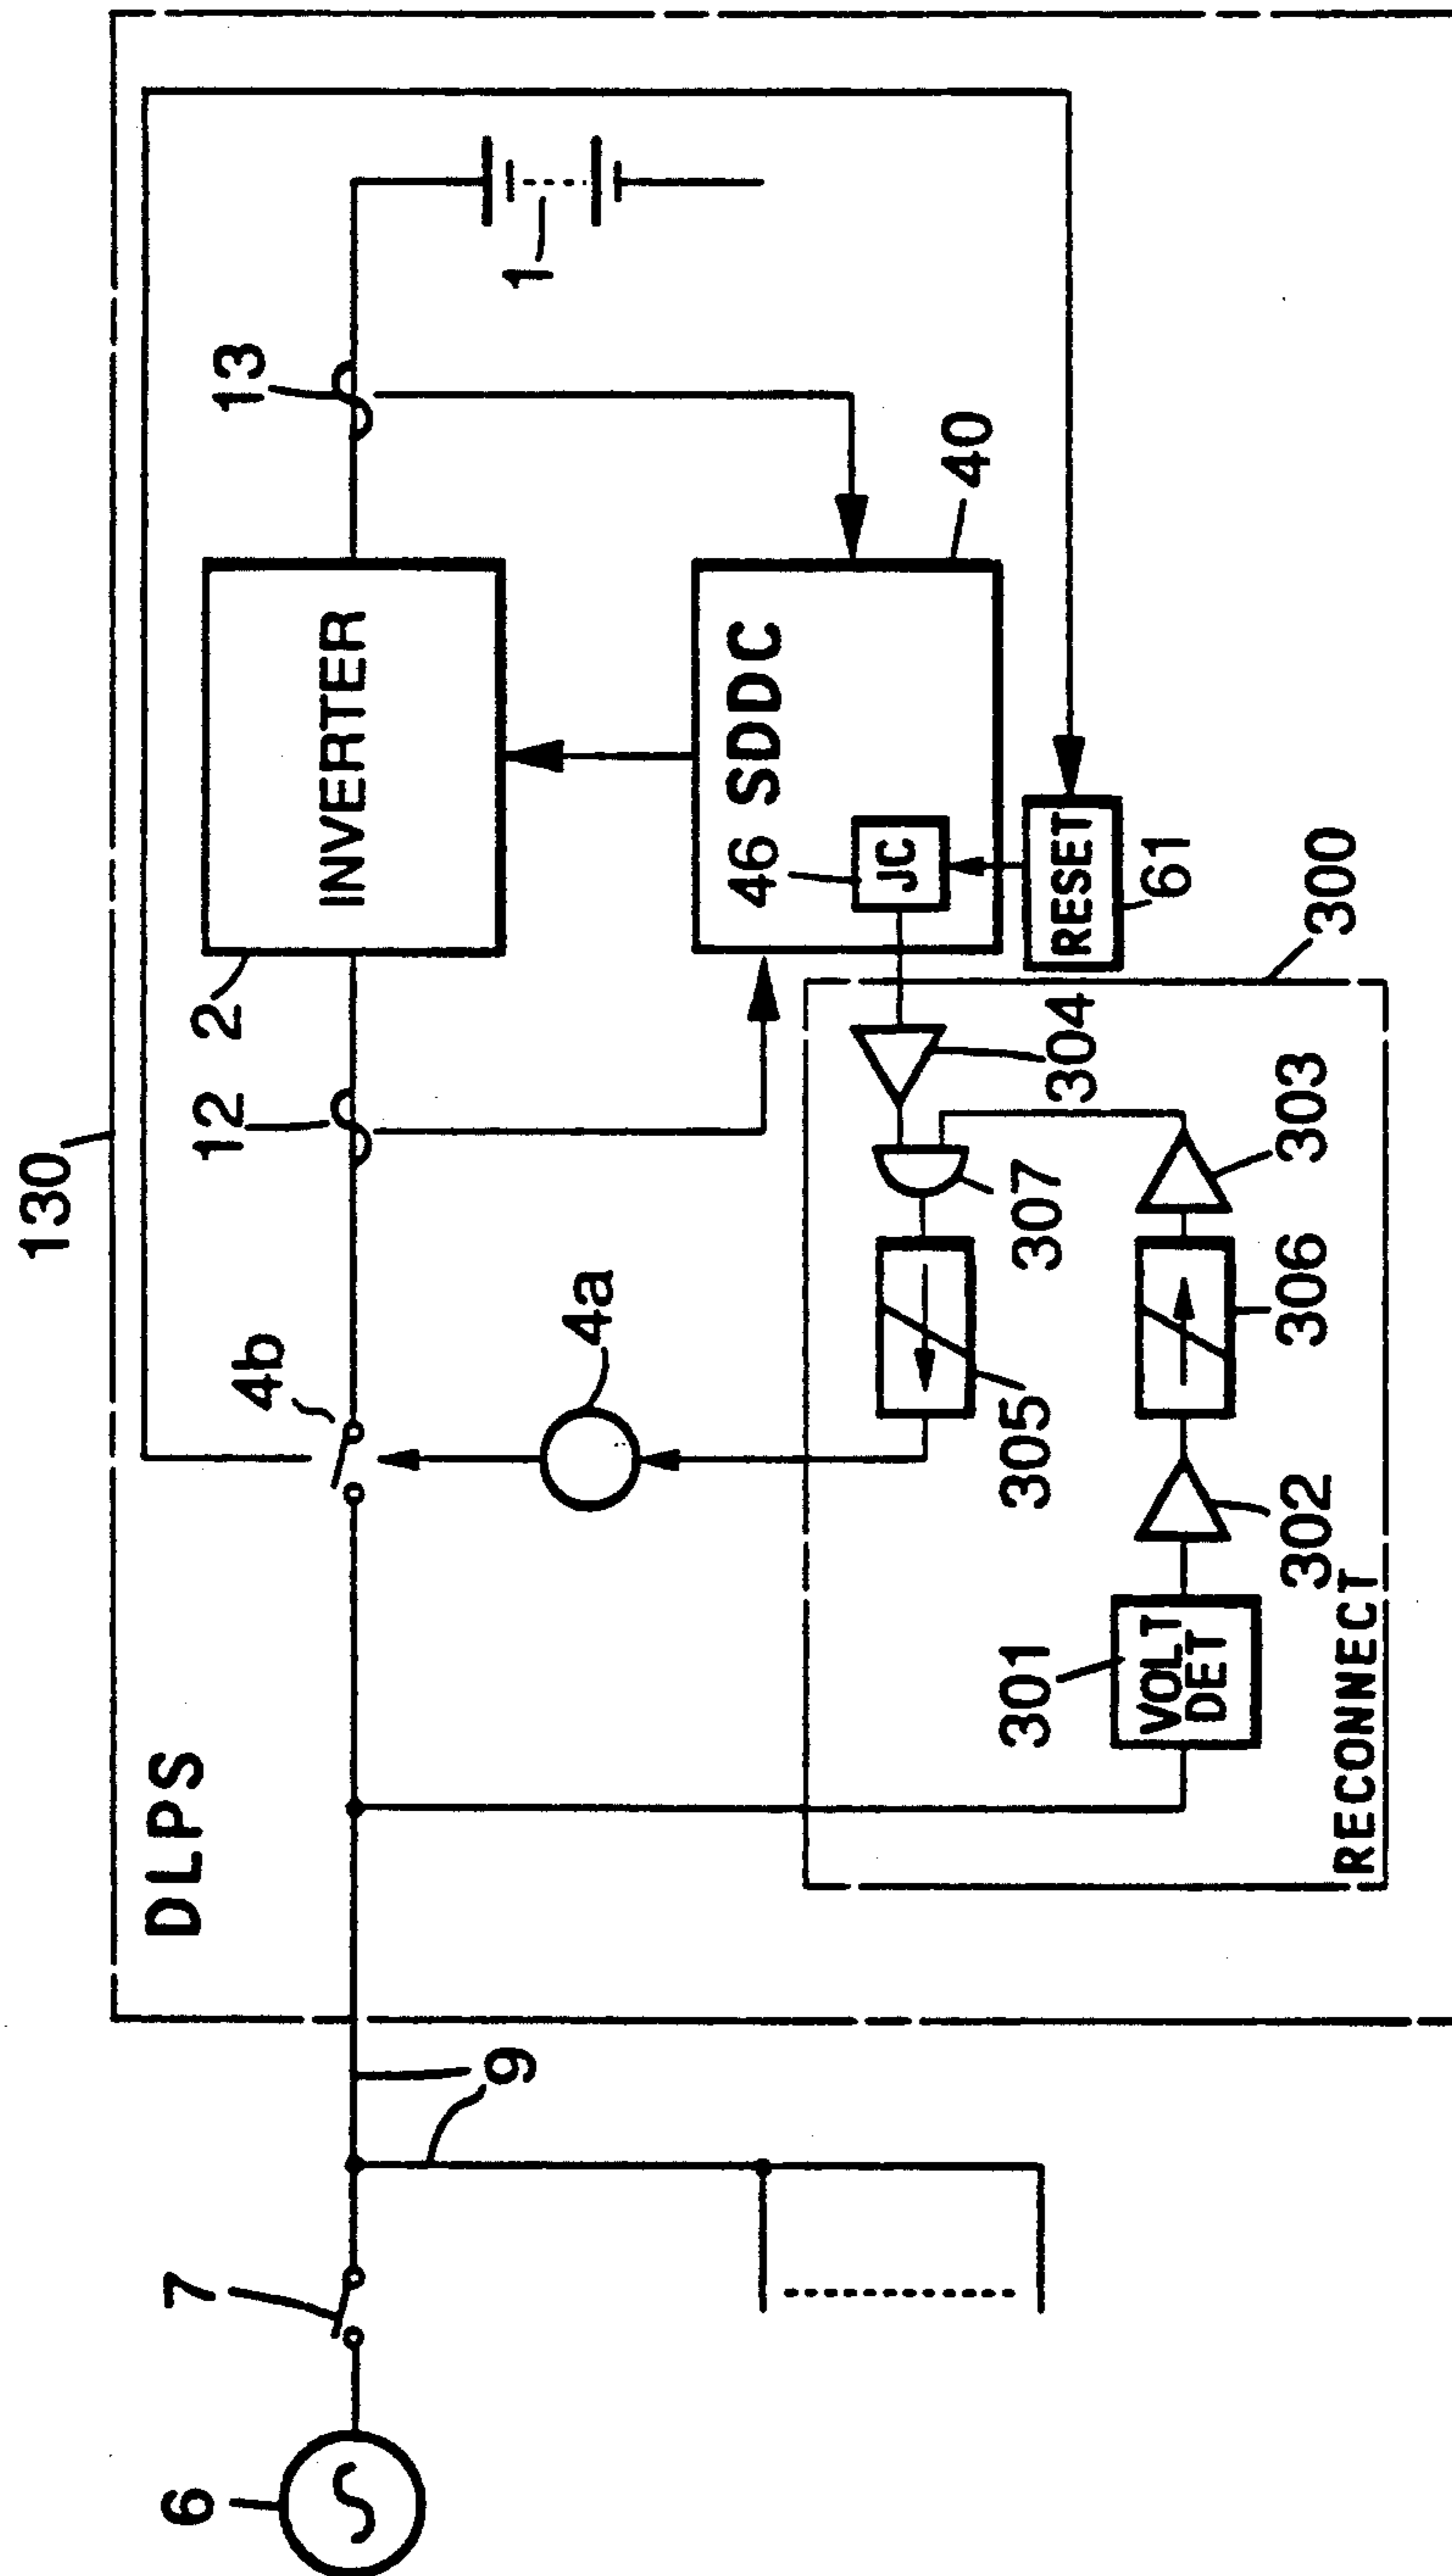 130
DLPS
13
1
INVERTER
2
12
4b
4a
40
SDDC
46
JC
RESET
61
300
304
307
303
305
306
302
301
VOLT
DET
RECONNECT
9
7
6